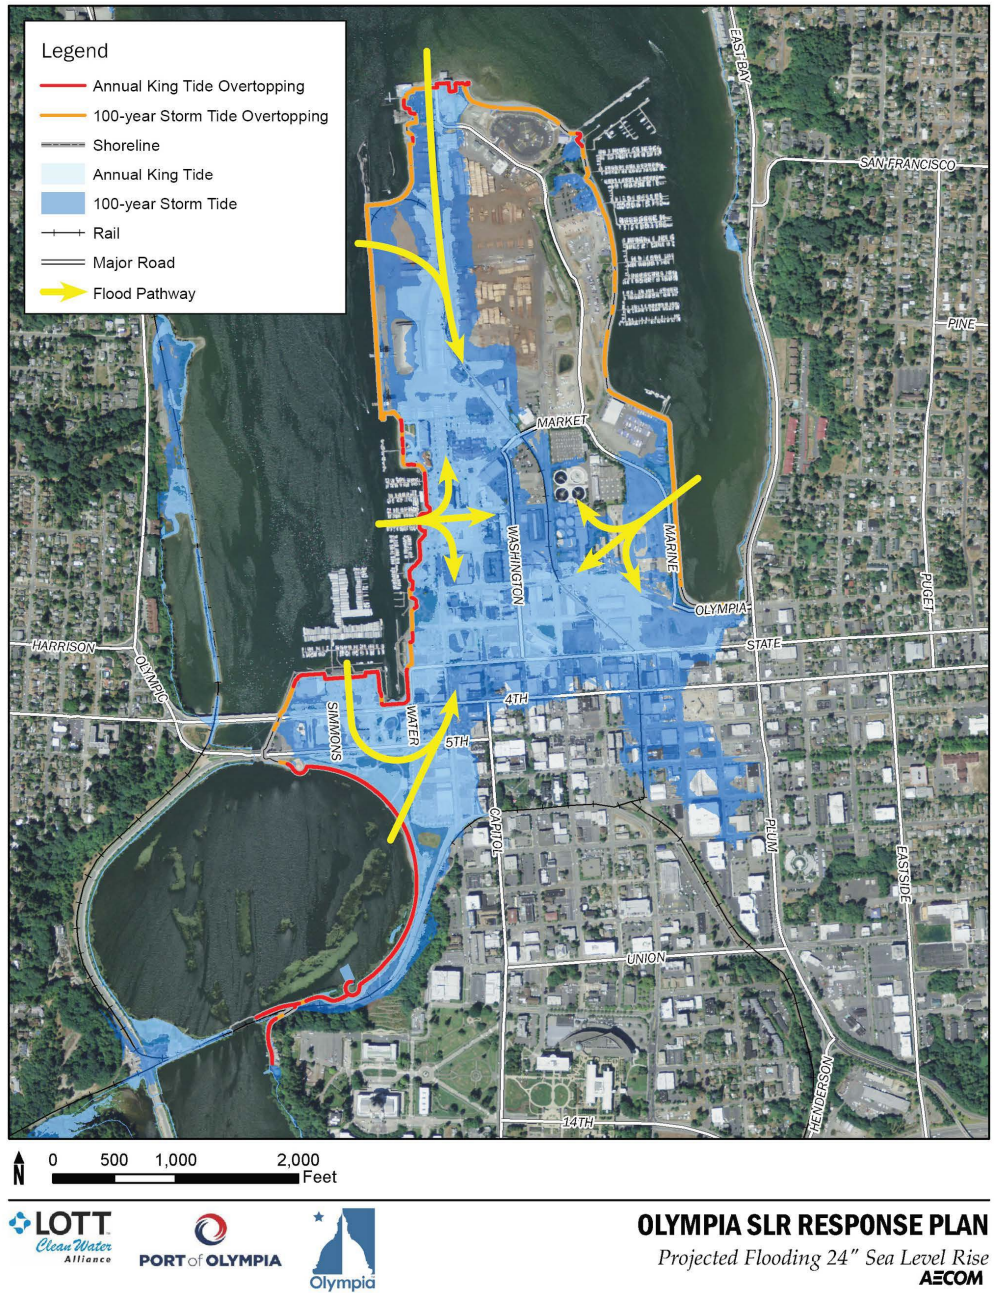 Legend
Annual King Tide Overtopping
100-year Storm Tide Overtopping
Shoreline
Annual King Tide
100-year Storm Tide
Rail
Major Road
Flood Pathway
EAST BAY
SAN FRANCISCO
PINE
MARKET
WASHINGTON
MARINE
PUGET
OLYMPIA
HARRISON
STATE
OLYMPIC
4TH
SIMMONS
WATER
5TH
CAPITOL
PLUM
EASTSIDE
UNION
HENDERSON
14TH
N
0 500 1,000 2,000
Feet
LOTT
Clean Water
Alliance
PORT of OLYMPIA
Olympia
OLYMPIA SLR RESPONSE PLAN
Projected Flooding 24” Sea Level Rise
AECOM